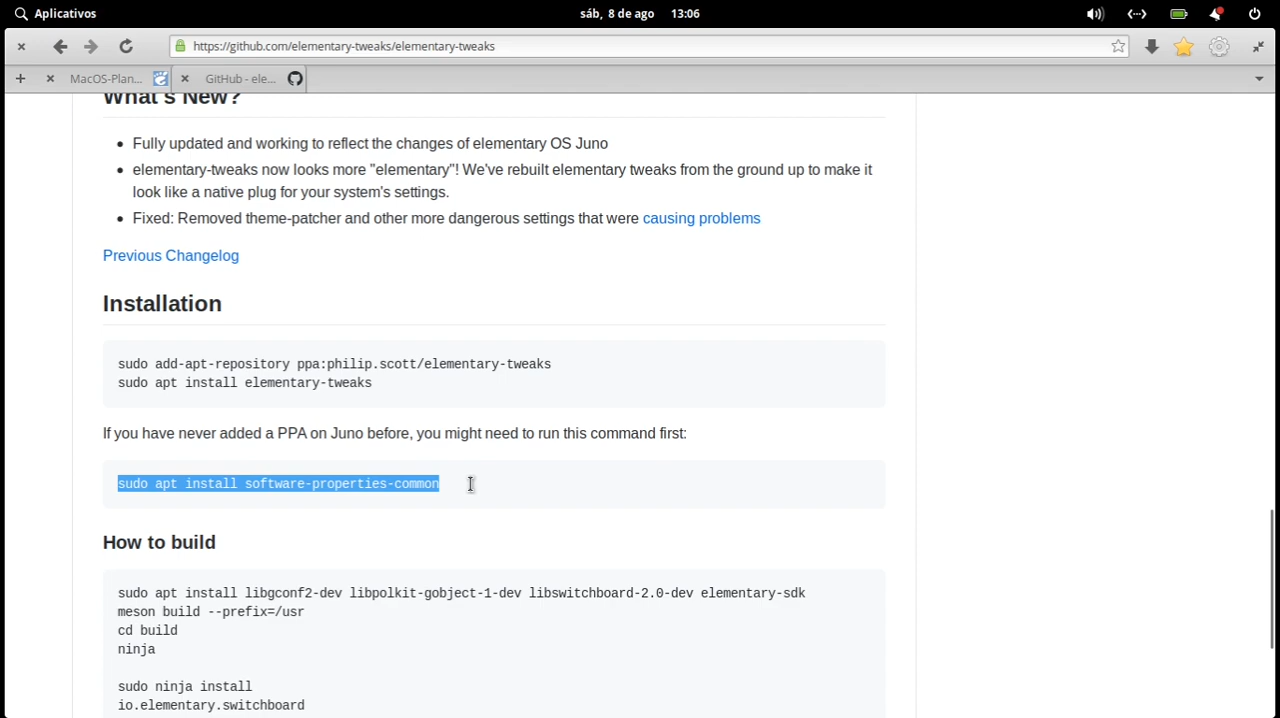 Aplicativos
sáb, 8 de ago 13:06
https://github.com/elementary-tweaks/elementary-tweaks
MacOS-Plan...
GitHub - ele...
What's New?
Fully updated and working to reflect the changes of elementary OS Juno
elementary-tweaks now looks more "elementary"! We've rebuilt elementary tweaks from the ground up to make it
look like a native plug for your system's settings.
Fixed: Removed theme-patcher and other more dangerous settings that were causing problems
Previous Changelog
Installation
sudo add-apt-repository ppa:philip.scott/elementary-tweaks
sudo apt install elementary-tweaks
If you have never added a PPA on Juno before, you might need to run this command first:
sudo apt install software-properties-common
How to build
sudo apt install libgconf2-dev libpolkit-gobject-1-dev libswitchboard-2.0-dev elementary-sdk
meson build --prefix=/usr
cd build
ninja
sudo ninja install
io.elementary.switchboard